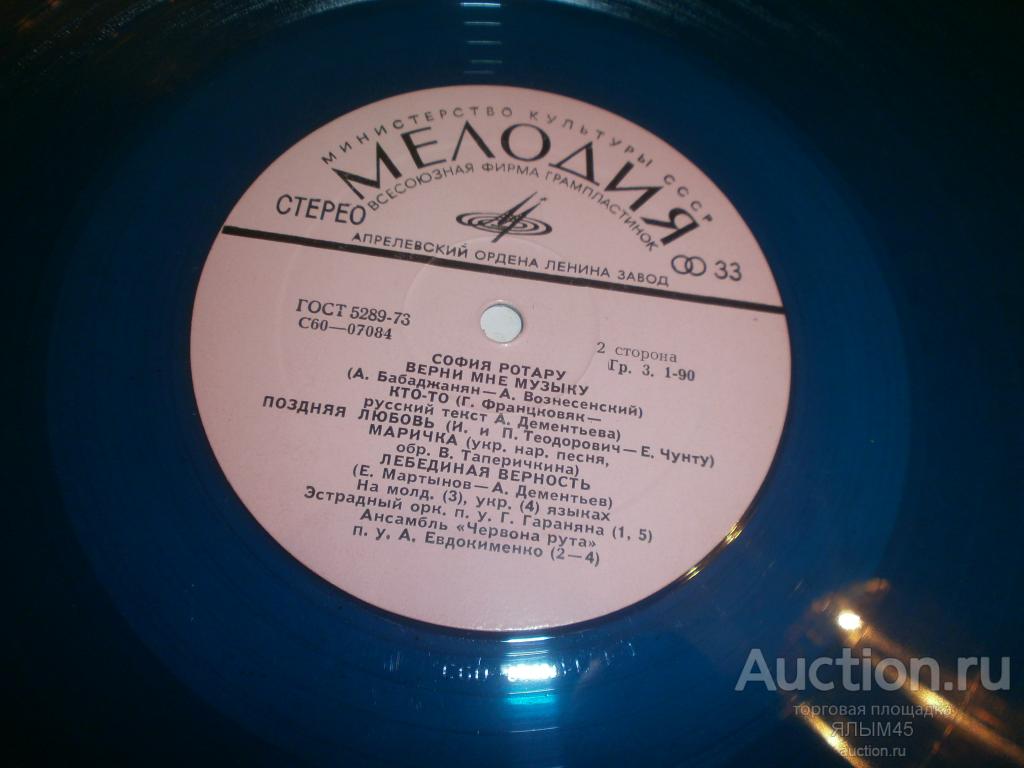 МИНИСТЕРСТВО КУЛЬТУРЫ СССР
МЕЛОДИЯ
ВСЕСОЮЗНАЯ ФИРМА ГРАМПЛАСТИНОК
СТЕРЕО
АПРЕЛЕВСКИЙ ОРДЕНА ЛЕНИНА ЗАВОД
33
ГОСТ 5289-73
С60—07084
2 сторона
Гр. 3. 1-90
СОФИЯ РОТАРУ
ВЕРНИ МНЕ МУЗЫКУ
(А. Бабаджанян—А. Вознесенский)
КТО-ТО (Г. Францковяк—
русский текст А. Дементьева)
ПОЗДНЯЯ ЛЮБОВЬ (И. и П. Теодорович—Е. Чунту)
МАРИЧКА (укр. нар. песня,
обр. В. Таперичкина)
ЛЕБЕДИНАЯ ВЕРНОСТЬ
(Е. Мартынов—А. Дементьев)
На молд. (3), укр. (4) языках
Эстрадный орк. п. у. Г. Гараняна (1, 5)
Ансамбль «Червона рута»
п. у. А. Евдокименко (2—4)
Auction.ru
торговая площадка
ЯЛЫМ45
auction.ru